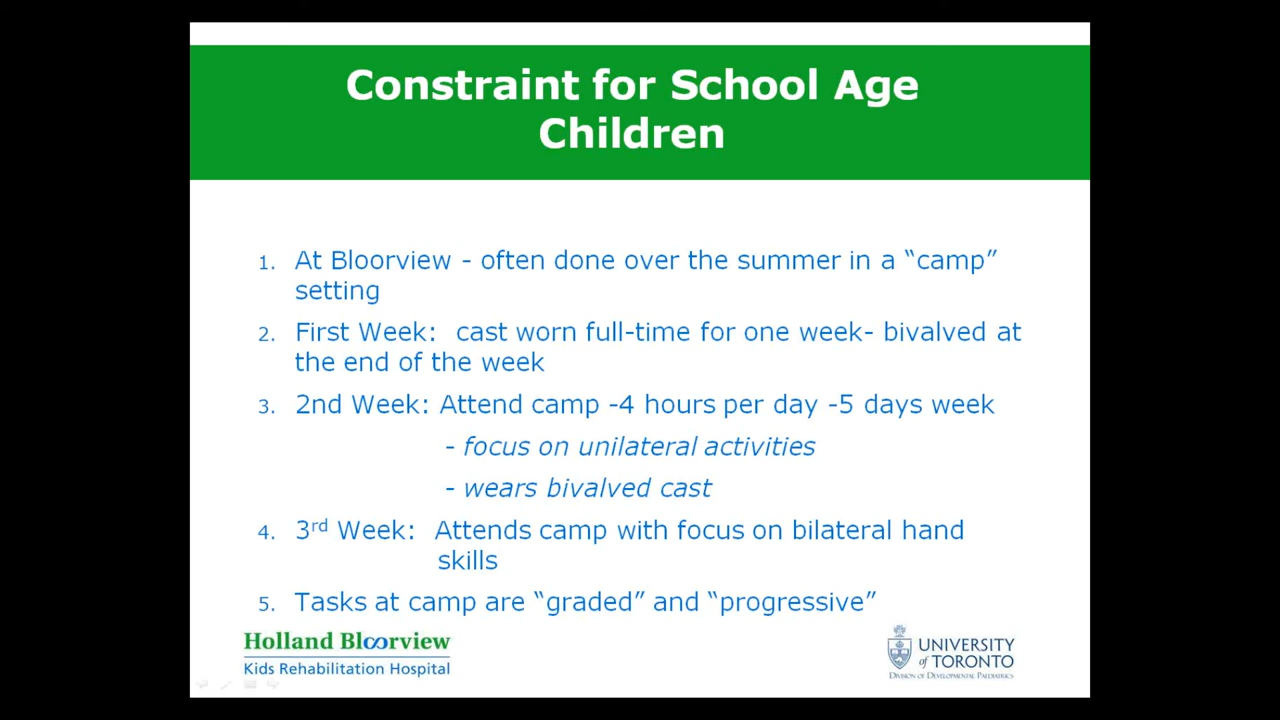 Constraint for School Age
Children
1. At Bloorview - often done over the summer in a “camp”
setting
2. First Week:  cast worn full-time for one week- bivalved at
the end of the week
3. 2nd Week: Attend camp -4 hours per day -5 days week
- focus on unilateral activities
- wears bivalved cast
4. 3rd Week:  Attends camp with focus on bilateral hand
skills
5. Tasks at camp are “graded” and “progressive”
Holland Bloorview
Kids Rehabilitation Hospital
UNIVERSITY
of TORONTO
DIVISION OF DEVELOPMENTAL PAEDIATRICS